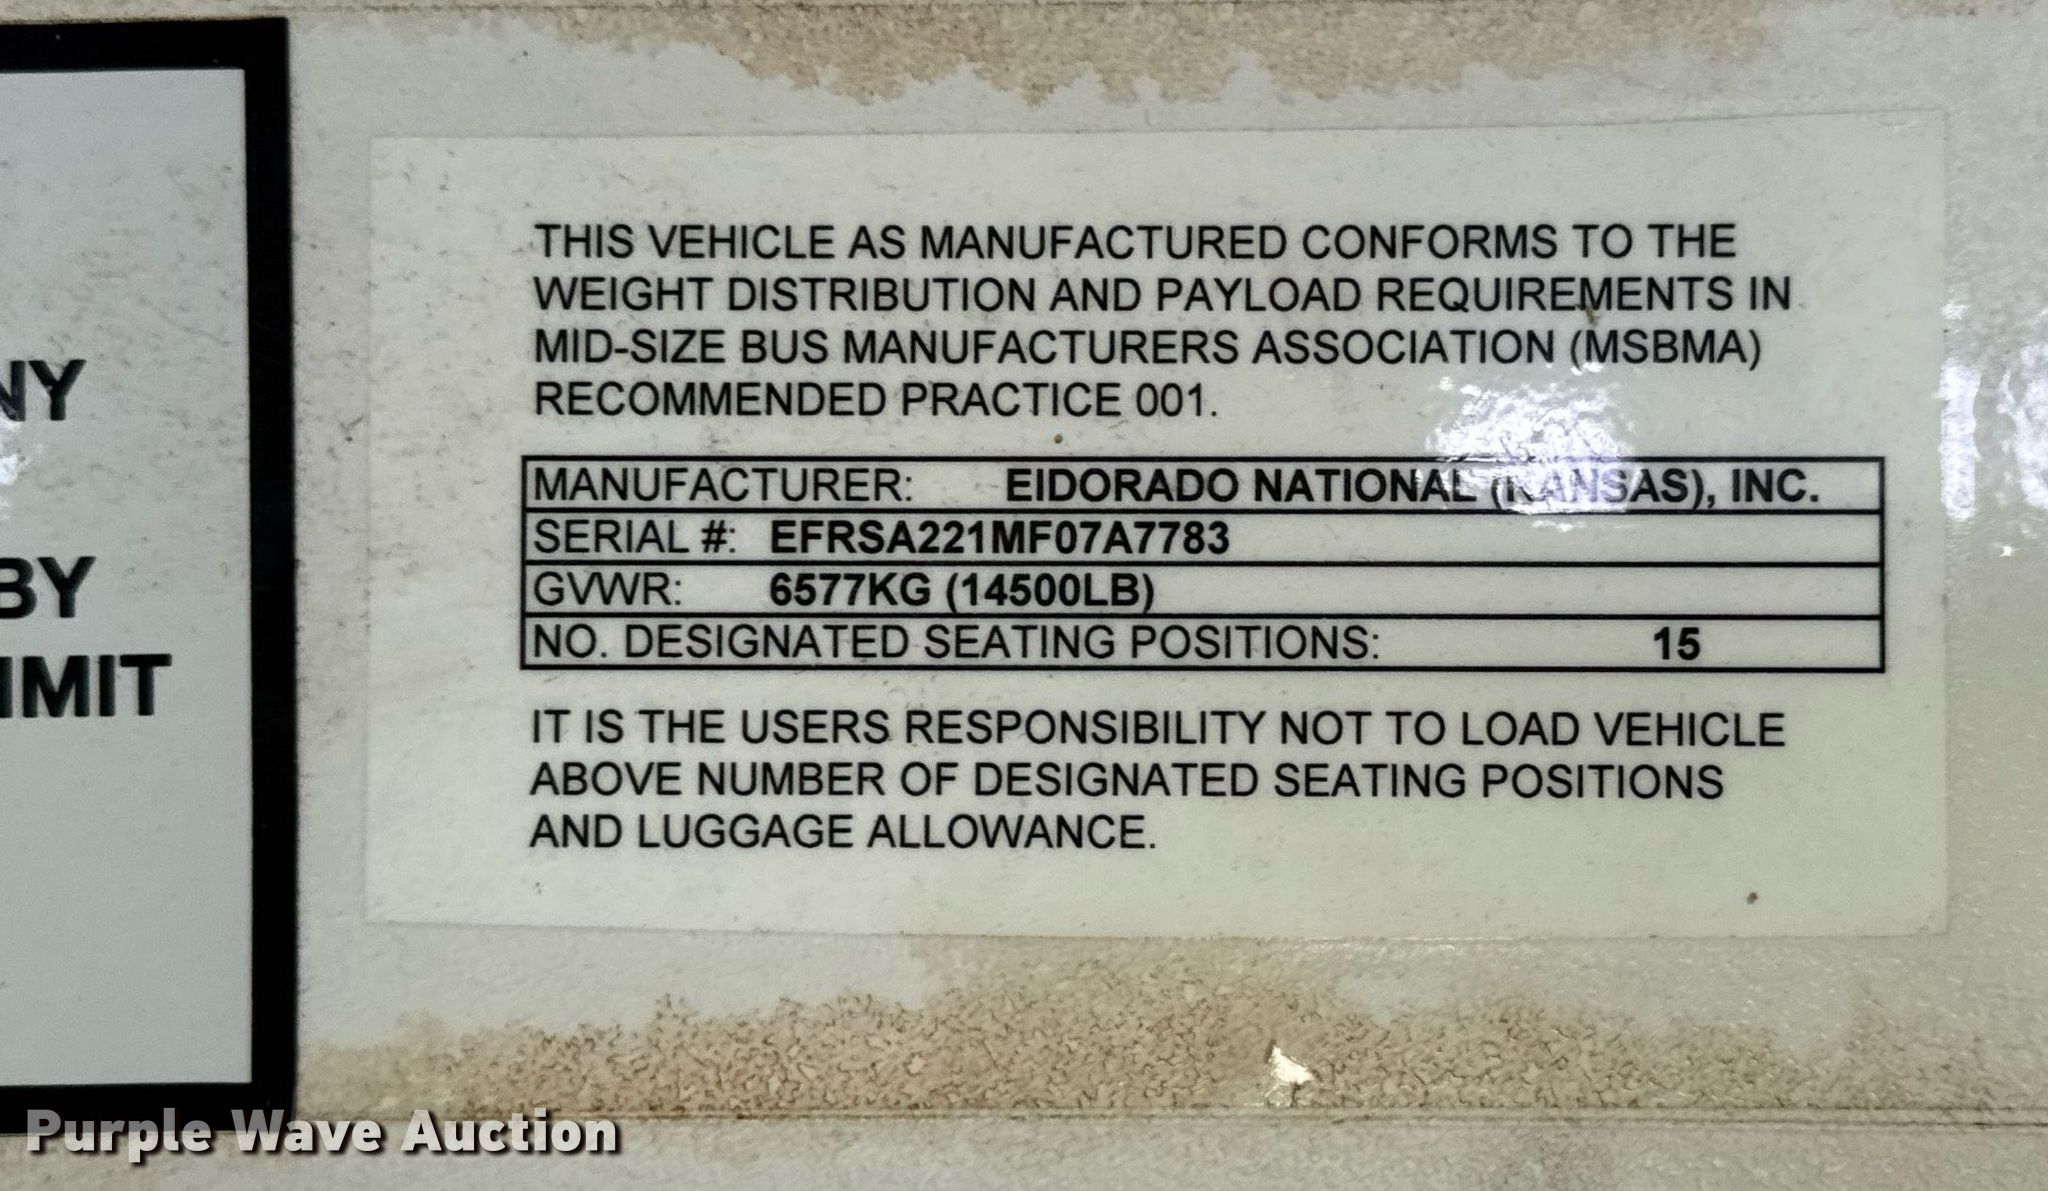 NY
BY
IMIT
THIS VEHICLE AS MANUFACTURED CONFORMS TO THE
WEIGHT DISTRIBUTION AND PAYLOAD REQUIREMENTS IN
MID-SIZE BUS MANUFACTURERS ASSOCIATION (MSBMA)
RECOMMENDED PRACTICE 001.
MANUFACTURER: EIDORADO NATIONAL (KANSAS), INC.
SERIAL #: EFRSA221MF07A7783
GVWR: 6577KG (14500LB)
NO. DESIGNATED SEATING POSITIONS: 15
IT IS THE USERS RESPONSIBILITY NOT TO LOAD VEHICLE
ABOVE NUMBER OF DESIGNATED SEATING POSITIONS
AND LUGGAGE ALLOWANCE.
Purple Wave Auction